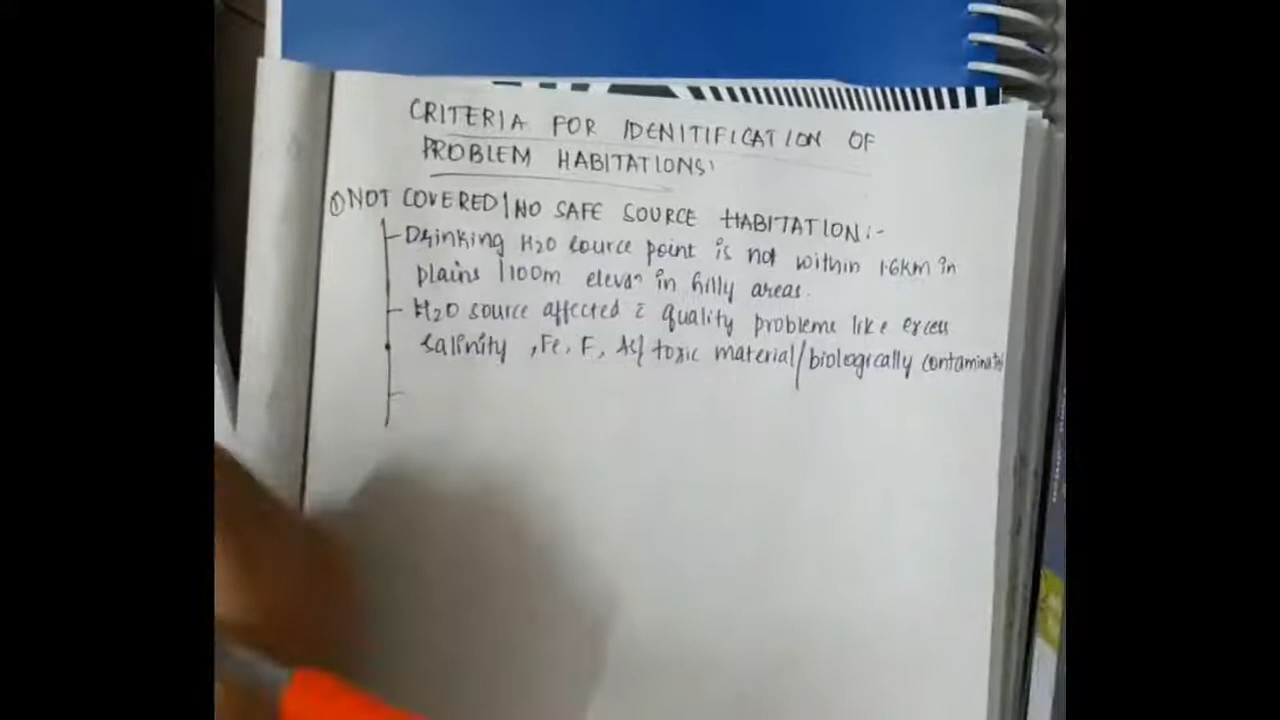 CRITERIA FOR IDENITIFICATION OF
PROBLEM HABITATIONS:
① NOT COVERED | NO SAFE SOURCE HABITATION :-
Drinking H2O source point is not within 1.6km in
plains | 100m elevan in hilly areas.
H2O source affected c̄ quality probleme like excess
salinity , Fe, F, As/ toxic material/biologically contaminated